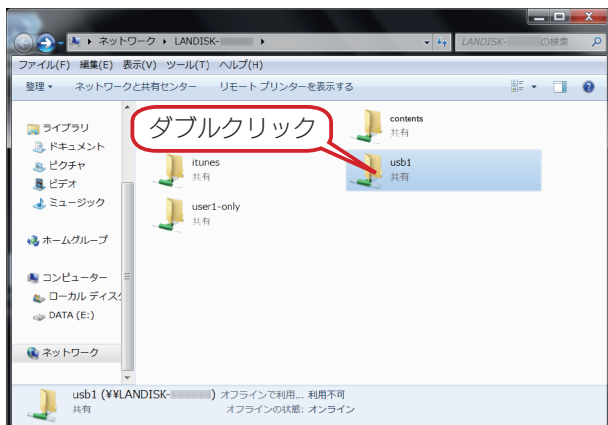 ネットワーク ▸ LANDISK- ▸ LANDISK- の検索
ファイル(F) 編集(E) 表示(V) ツール(T) ヘルプ(H)
整理 ネットワークと共有センター リモート プリンターを表示する
ライブラリ
ドキュメント
ピクチャ
ビデオ
ミュージック
ホームグループ
コンピューター
ローカル ディスク
DATA (E:)
ネットワーク
ダブルクリック
contents
共有
itunes
共有
usb1
共有
user1-only
共有
usb1 (¥¥LANDISK- ) オフラインで利用... 利用不可
共有 オフラインの状態: オンライン